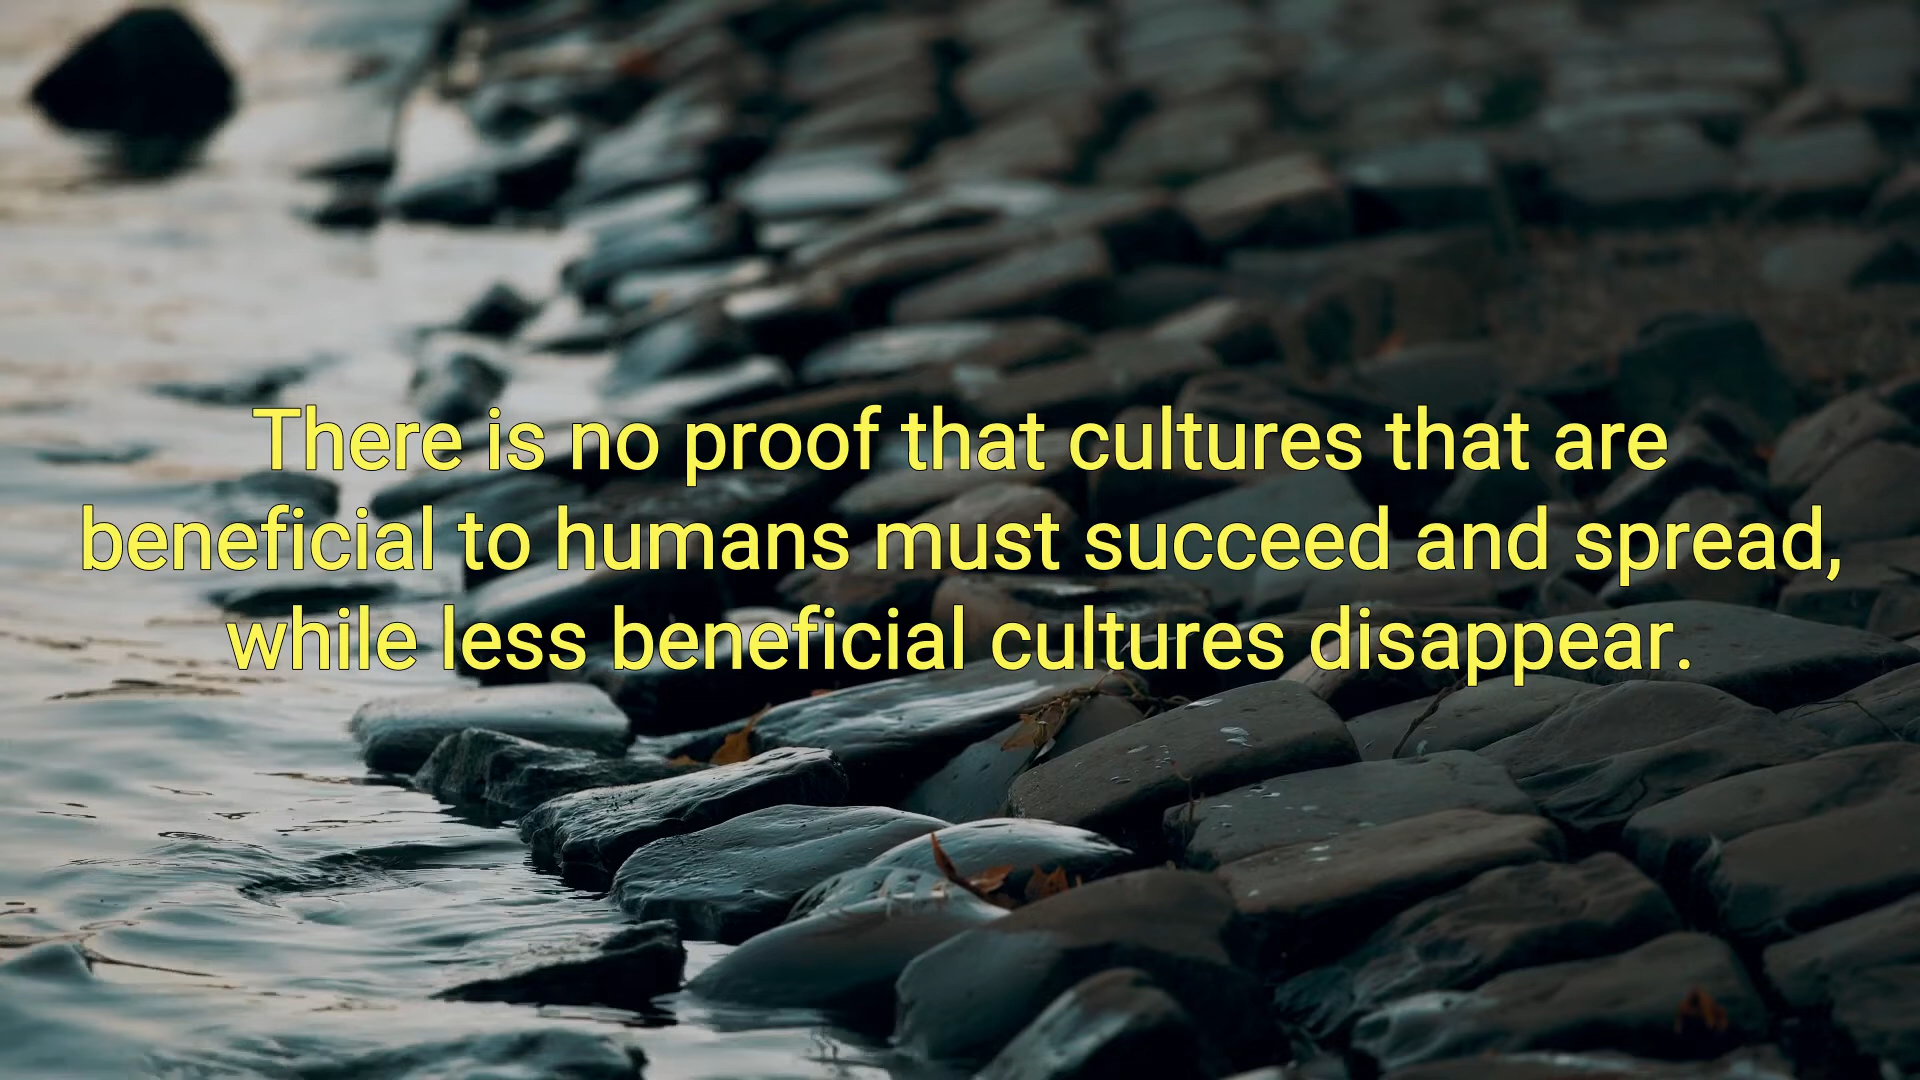 There is no proof that cultures that are
beneficial to humans must succeed and spread,
while less beneficial cultures disappear.